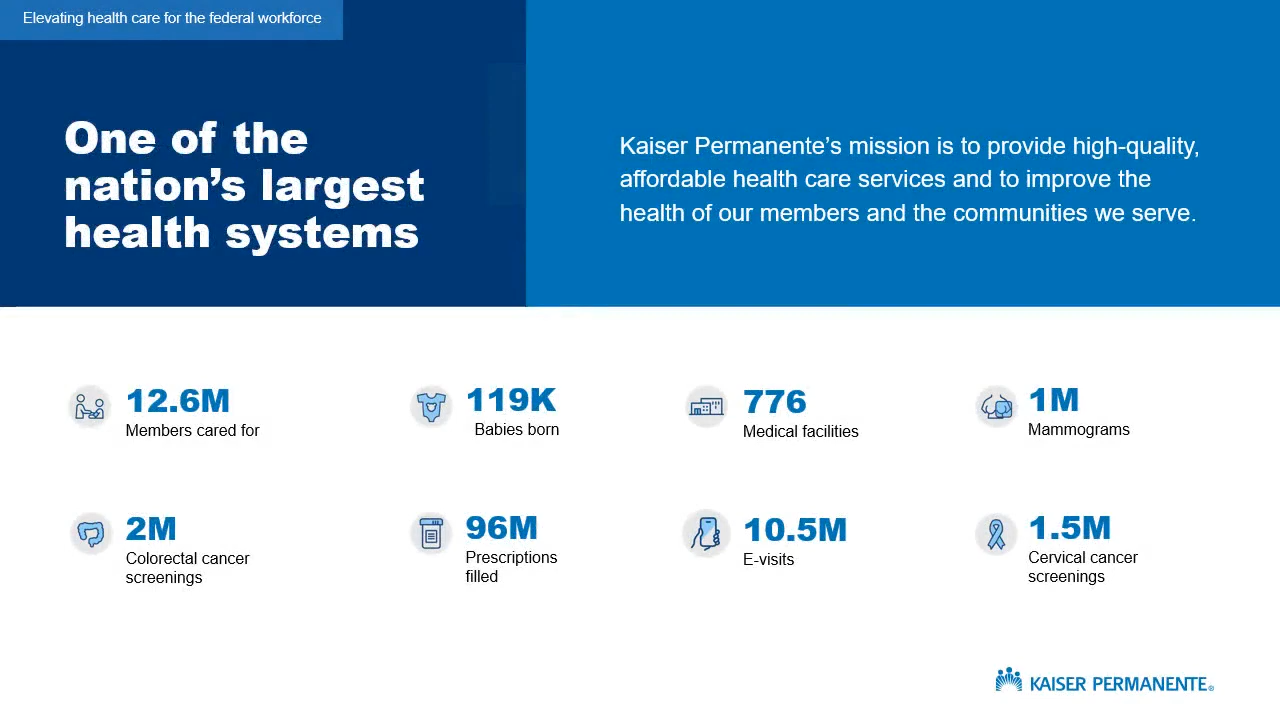 Elevating health care for the federal workforce
One of the
nation’s largest
health systems
Kaiser Permanente’s mission is to provide high-quality,
affordable health care services and to improve the
health of our members and the communities we serve.
12.6M
Members cared for
119K
Babies born
776
Medical facilities
1M
Mammograms
2M
Colorectal cancer
screenings
96M
Prescriptions
filled
10.5M
E-visits
1.5M
Cervical cancer
screenings
KAISER PERMANENTE®